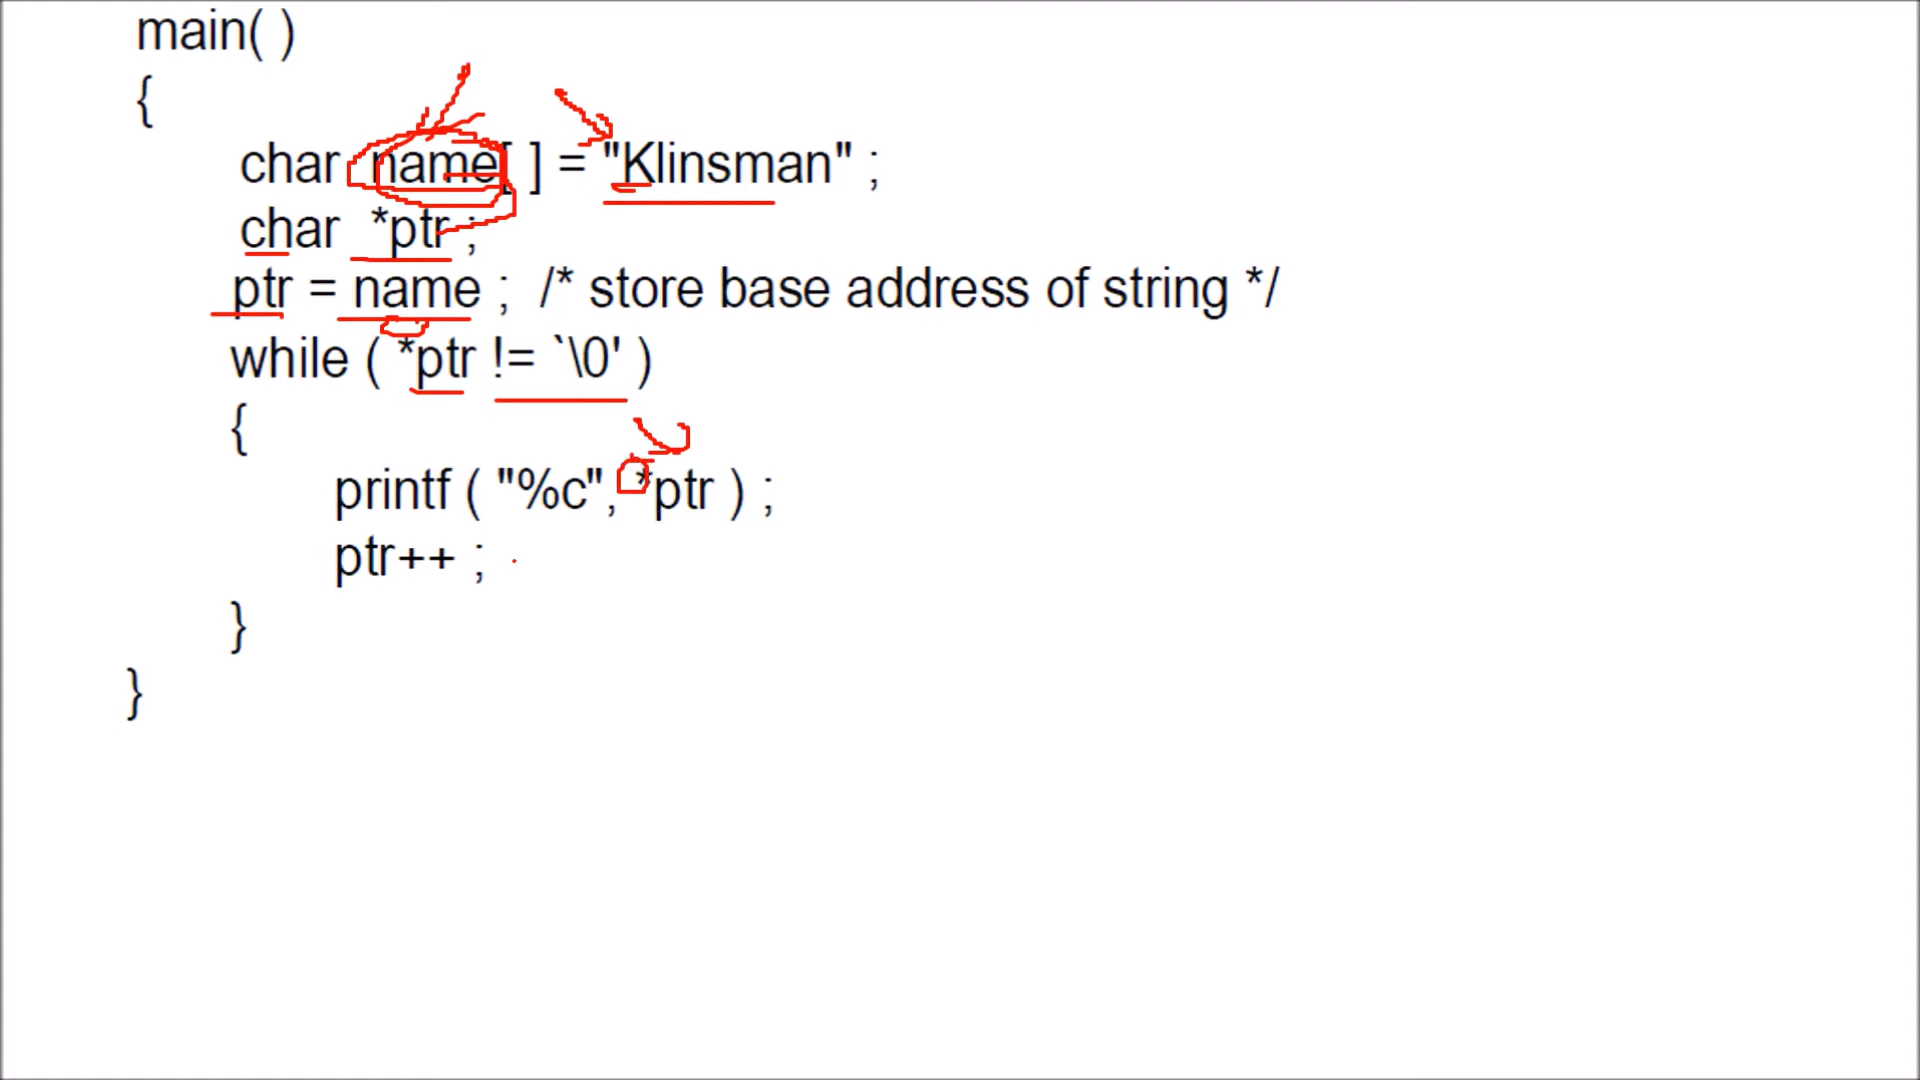 main( )
{
char name[ ] = "Klinsman" ;
char *ptr ;
ptr = name ; /* store base address of string */
while ( *ptr != `\0' )
{
printf ( "%c", *ptr ) ;
ptr++ ;
}
}